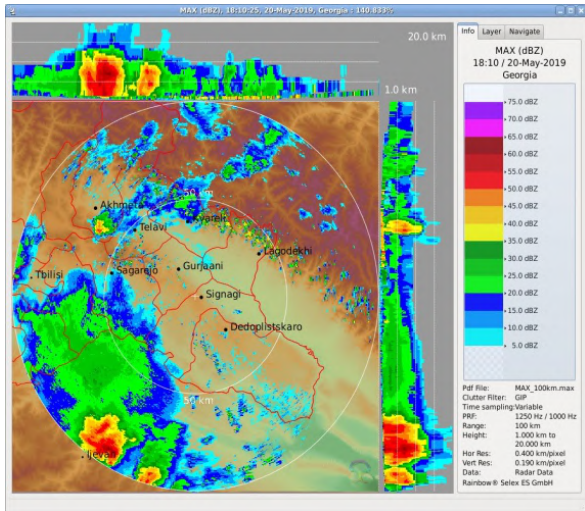 MAX (dBZ), 18:10:25, 20-May-2019, Georgia : 140.833%
20.0 km
1.0 km
50 km
Akhmeta
Kvareli
Telavi
Lagodekhi
Tbilisi
Sagarejo
Gurjaani
Signagi
Dedoplistskaro
50 km
Ijevan
Info Layer Navigate
MAX (dBZ)
18:10 / 20-May-2019
Georgia
75.0 dBZ
70.0 dBZ
65.0 dBZ
60.0 dBZ
55.0 dBZ
50.0 dBZ
45.0 dBZ
40.0 dBZ
35.0 dBZ
30.0 dBZ
25.0 dBZ
20.0 dBZ
15.0 dBZ
10.0 dBZ
5.0 dBZ
Pdf File: MAX_100km.max
Clutter Filter: GIP
Time sampling:Variable
PRF: 1250 Hz / 1000 Hz
Range: 100 km
Height: 1.000 km to
20.000 km
Hor Res: 0.400 km/pixel
Vert Res: 0.190 km/pixel
Data: Radar Data
Rainbow® Selex ES GmbH